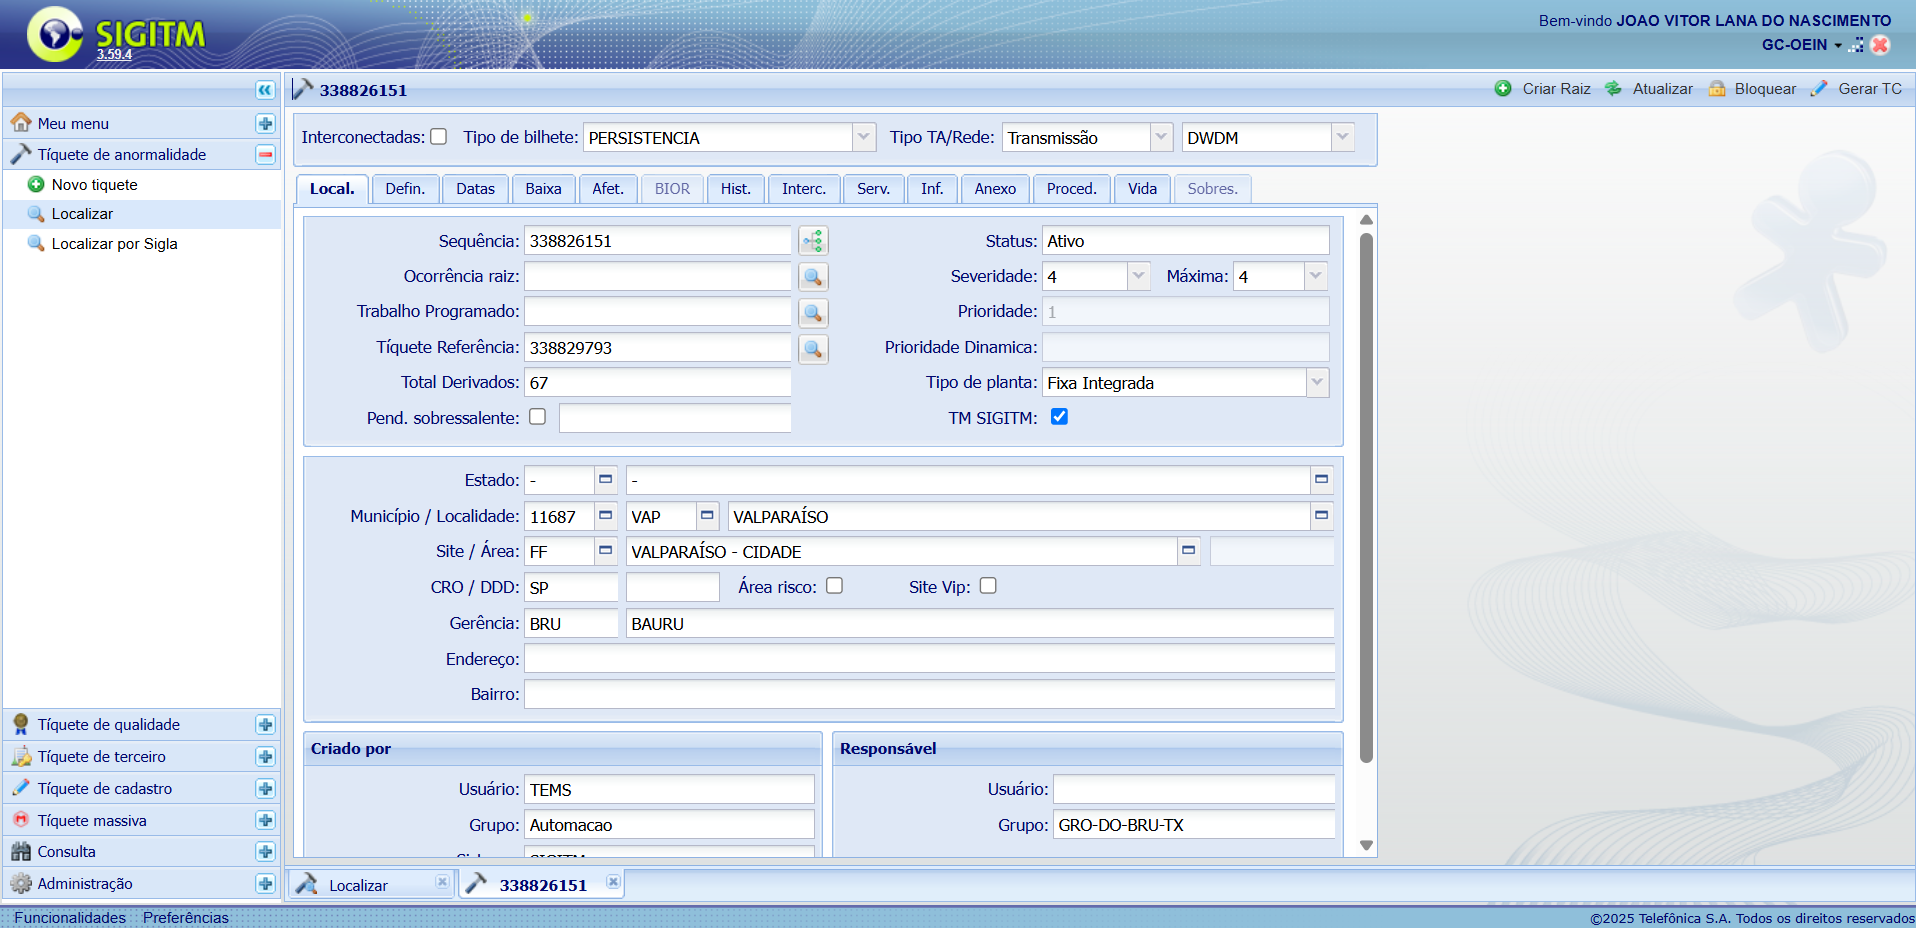 SIGITM
3.59.4
Bem-vindo JOAO VITOR LANA DO NASCIMENTO
GC-OEIN
338826151
Criar Raiz Atualizar Bloquear Gerar TC
Meu menu
Tíquete de anormalidade
Novo tiquete
Localizar
Localizar por Sigla
Tíquete de qualidade
Tíquete de terceiro
Tíquete de cadastro
Tíquete massiva
Consulta
Administração
Interconectadas: Tipo de bilhete: PERSISTENCIA Tipo TA/Rede: Transmissão DWDM
Local. Defin. Datas Baixa Afet. BIOR Hist. Interc. Serv. Inf. Anexo Proced. Vida Sobres.
Sequência: 338826151 Status: Ativo
Ocorrência raiz: Severidade: 4 Máxima: 4
Trabalho Programado: Prioridade: 1
Tíquete Referência: 338829793 Prioridade Dinamica:
Total Derivados: 67 Tipo de planta: Fixa Integrada
Pend. sobressalente: TM SIGITM:
Estado: - -
Município / Localidade: 11687 VAP VALPARAÍSO
Site / Área: FF VALPARAÍSO - CIDADE
CRO / DDD: SP Área risco: Site Vip:
Gerência: BRU BAURU
Endereço:
Bairro:
Criado por Responsável
Usuário: TEMS Usuário:
Grupo: Automacao Grupo: GRO-DO-BRU-TX
Localizar 338826151
Funcionalidades Preferências
©2025 Telefônica S.A. Todos os direitos reservados